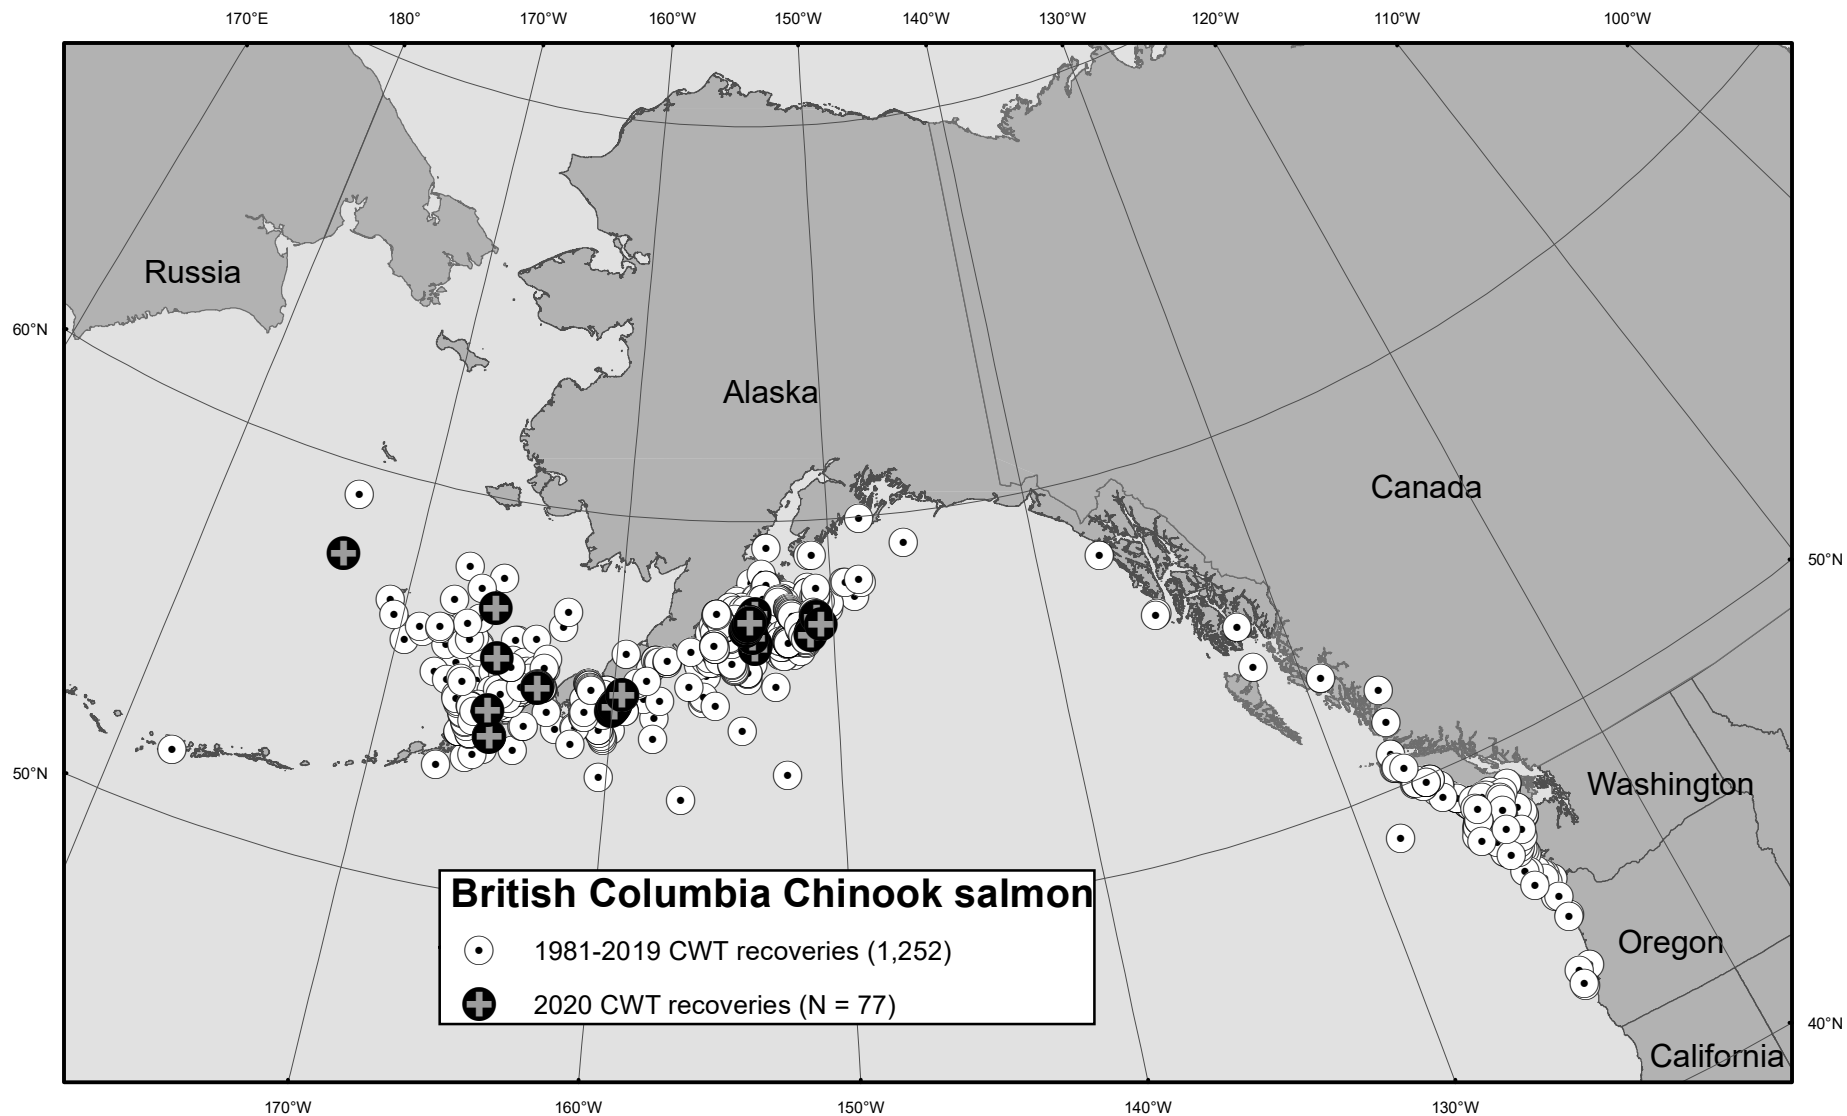 170°E 180° 170°W 160°W 150°W 140°W 130°W 120°W 110°W 100°W
Russia
60°N
Alaska
Canada
50°N
50°N
Washington
British Columbia Chinook salmon
1981-2019 CWT recoveries (1,252)
Oregon
2020 CWT recoveries (N = 77)
40°N
California
170°W 160°W 150°W 140°W 130°W